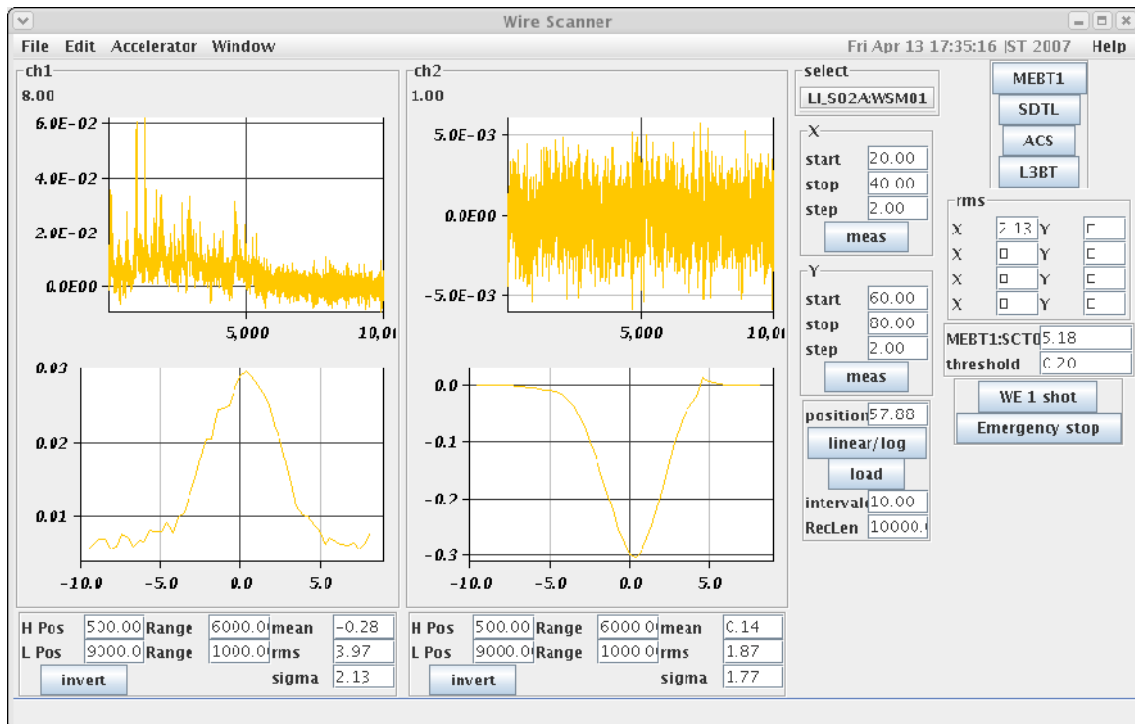 Wire Scanner
File Edit Accelerator Window Fri Apr 13 17:35:16 JST 2007 Help
ch1
8.00
6.0E-02
4.0E-02
2.0E-02
0.0E00
5,000
0.03
0.02
0.01
-10.0 -5.0 0.0 5.0
H Pos 500.00 Range mean -0.28
L Pos Range rms 3.97
invert sigma 2.13
ch2
1.00
5.0E-03
0.0E00
-5.0E-03
5,000
0.0
-0.1
-0.2
-0.3
-10.0 -5.0 0.0 5.0
H Pos 500.00 Range mean 0.14
L Pos Range rms 1.87
invert sigma 1.77
select
LI_S02A:WSM01
X
start 20.00
stop 40.00
step 2.00
meas
Y
start 60.00
stop 80.00
step 2.00
meas
position 57.88
linear/log
load
10.00
RecLen 10000.
MEBT1
SDTL
ACS
L3BT
rms
X 2.13 Y
X Y
X Y
X Y
5.18
threshold 0.20
WE 1 shot
Emergency stop